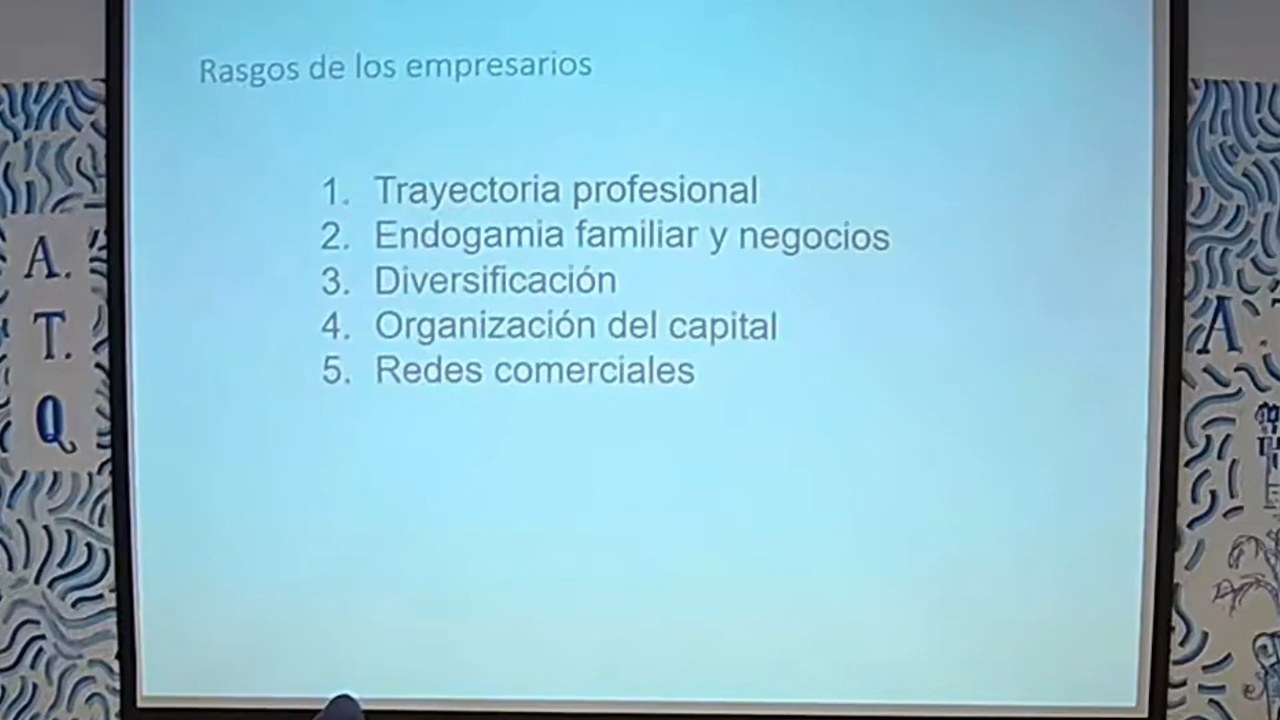 Rasgos de los empresarios
1. Trayectoria profesional
2. Endogamia familiar y negocios
3. Diversificación
4. Organización del capital
5. Redes comerciales
A.
T.
Q
A.